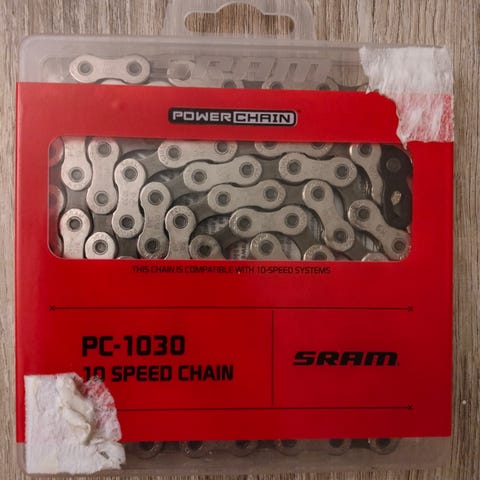 SRAM
POWERCHAIN
THIS CHAIN IS COMPATIBLE WITH 10-SPEED SYSTEMS
PC-1030
10 SPEED CHAIN
SRAM